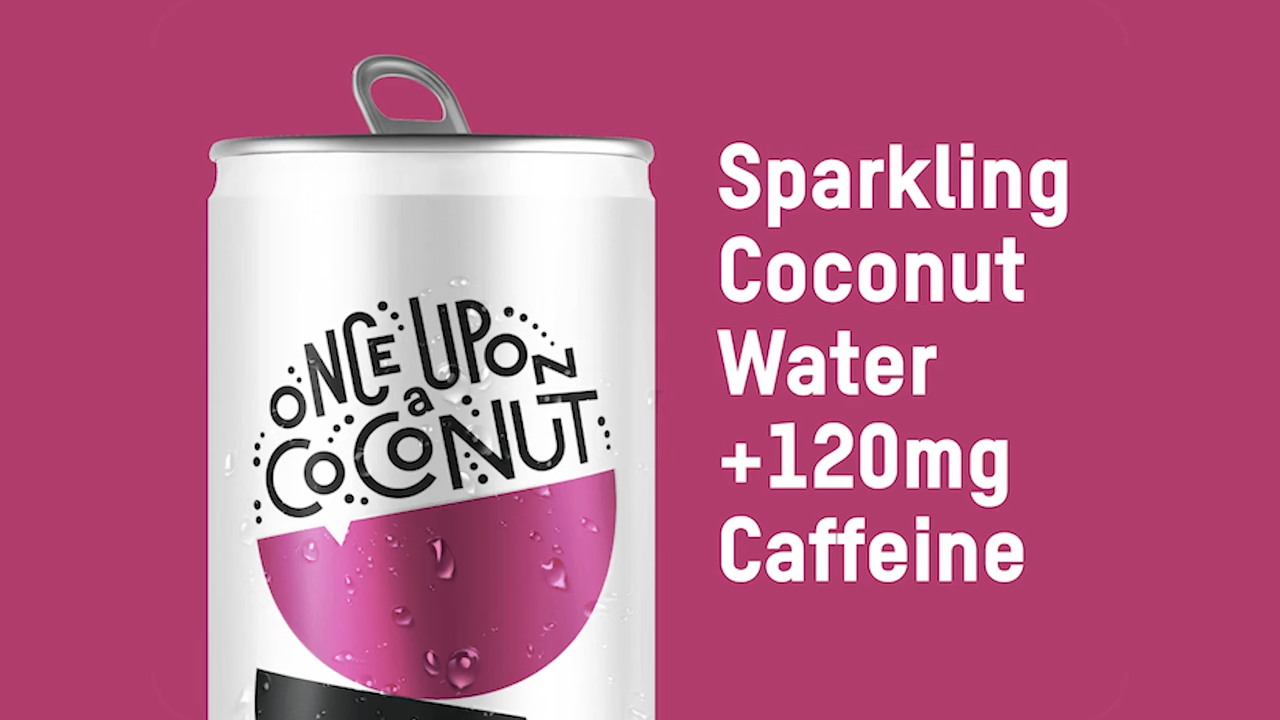 ONCE UPON
a
COCONUT
Sparkling
Coconut
Water
+120mg
Caffeine